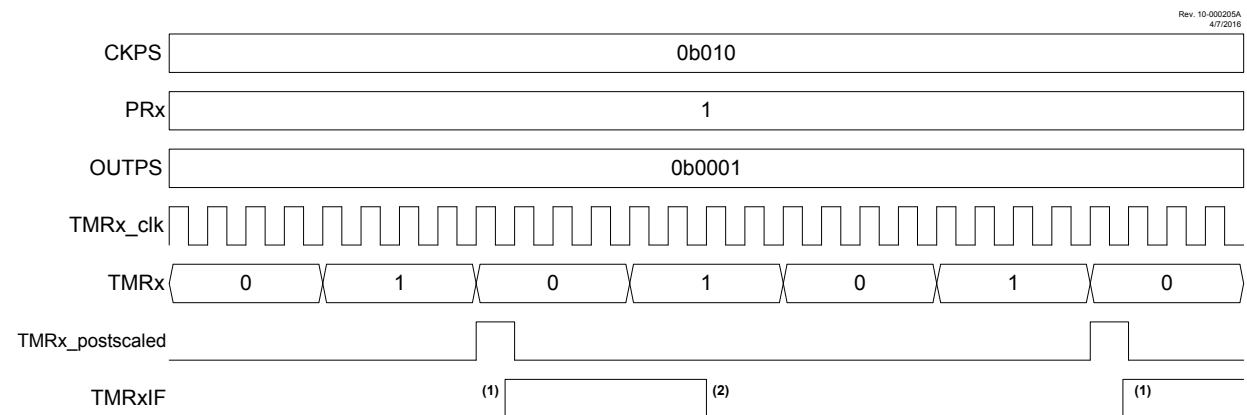 Rev. 10-000205A
4/7/2016
CKPS 0b010
PRx 1
OUTPS 0b0001
TMRx_clk
TMRx 0 1 0 1 0 1 0
TMRx_postscaled
TMRxIF (1) (2) (1)